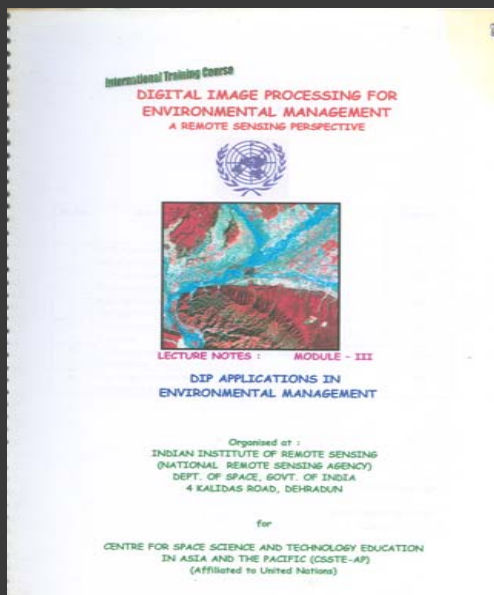 International Training Course
DIGITAL IMAGE PROCESSING FOR
ENVIRONMENTAL MANAGEMENT
A REMOTE SENSING PERSPECTIVE
LECTURE NOTES : MODULE - III
DIP APPLICATIONS IN
ENVIRONMENTAL MANAGEMENT
Organised at :
INDIAN INSTITUTE OF REMOTE SENSING
(NATIONAL REMOTE SENSING AGENCY)
DEPT. OF SPACE, GOVT. OF INDIA
4 KALIDAS ROAD, DEHRADUN
for
CENTRE FOR SPACE SCIENCE AND TECHNOLOGY EDUCATION
IN ASIA AND THE PACIFIC (CSSTE-AP)
(Affiliated to United Nations)